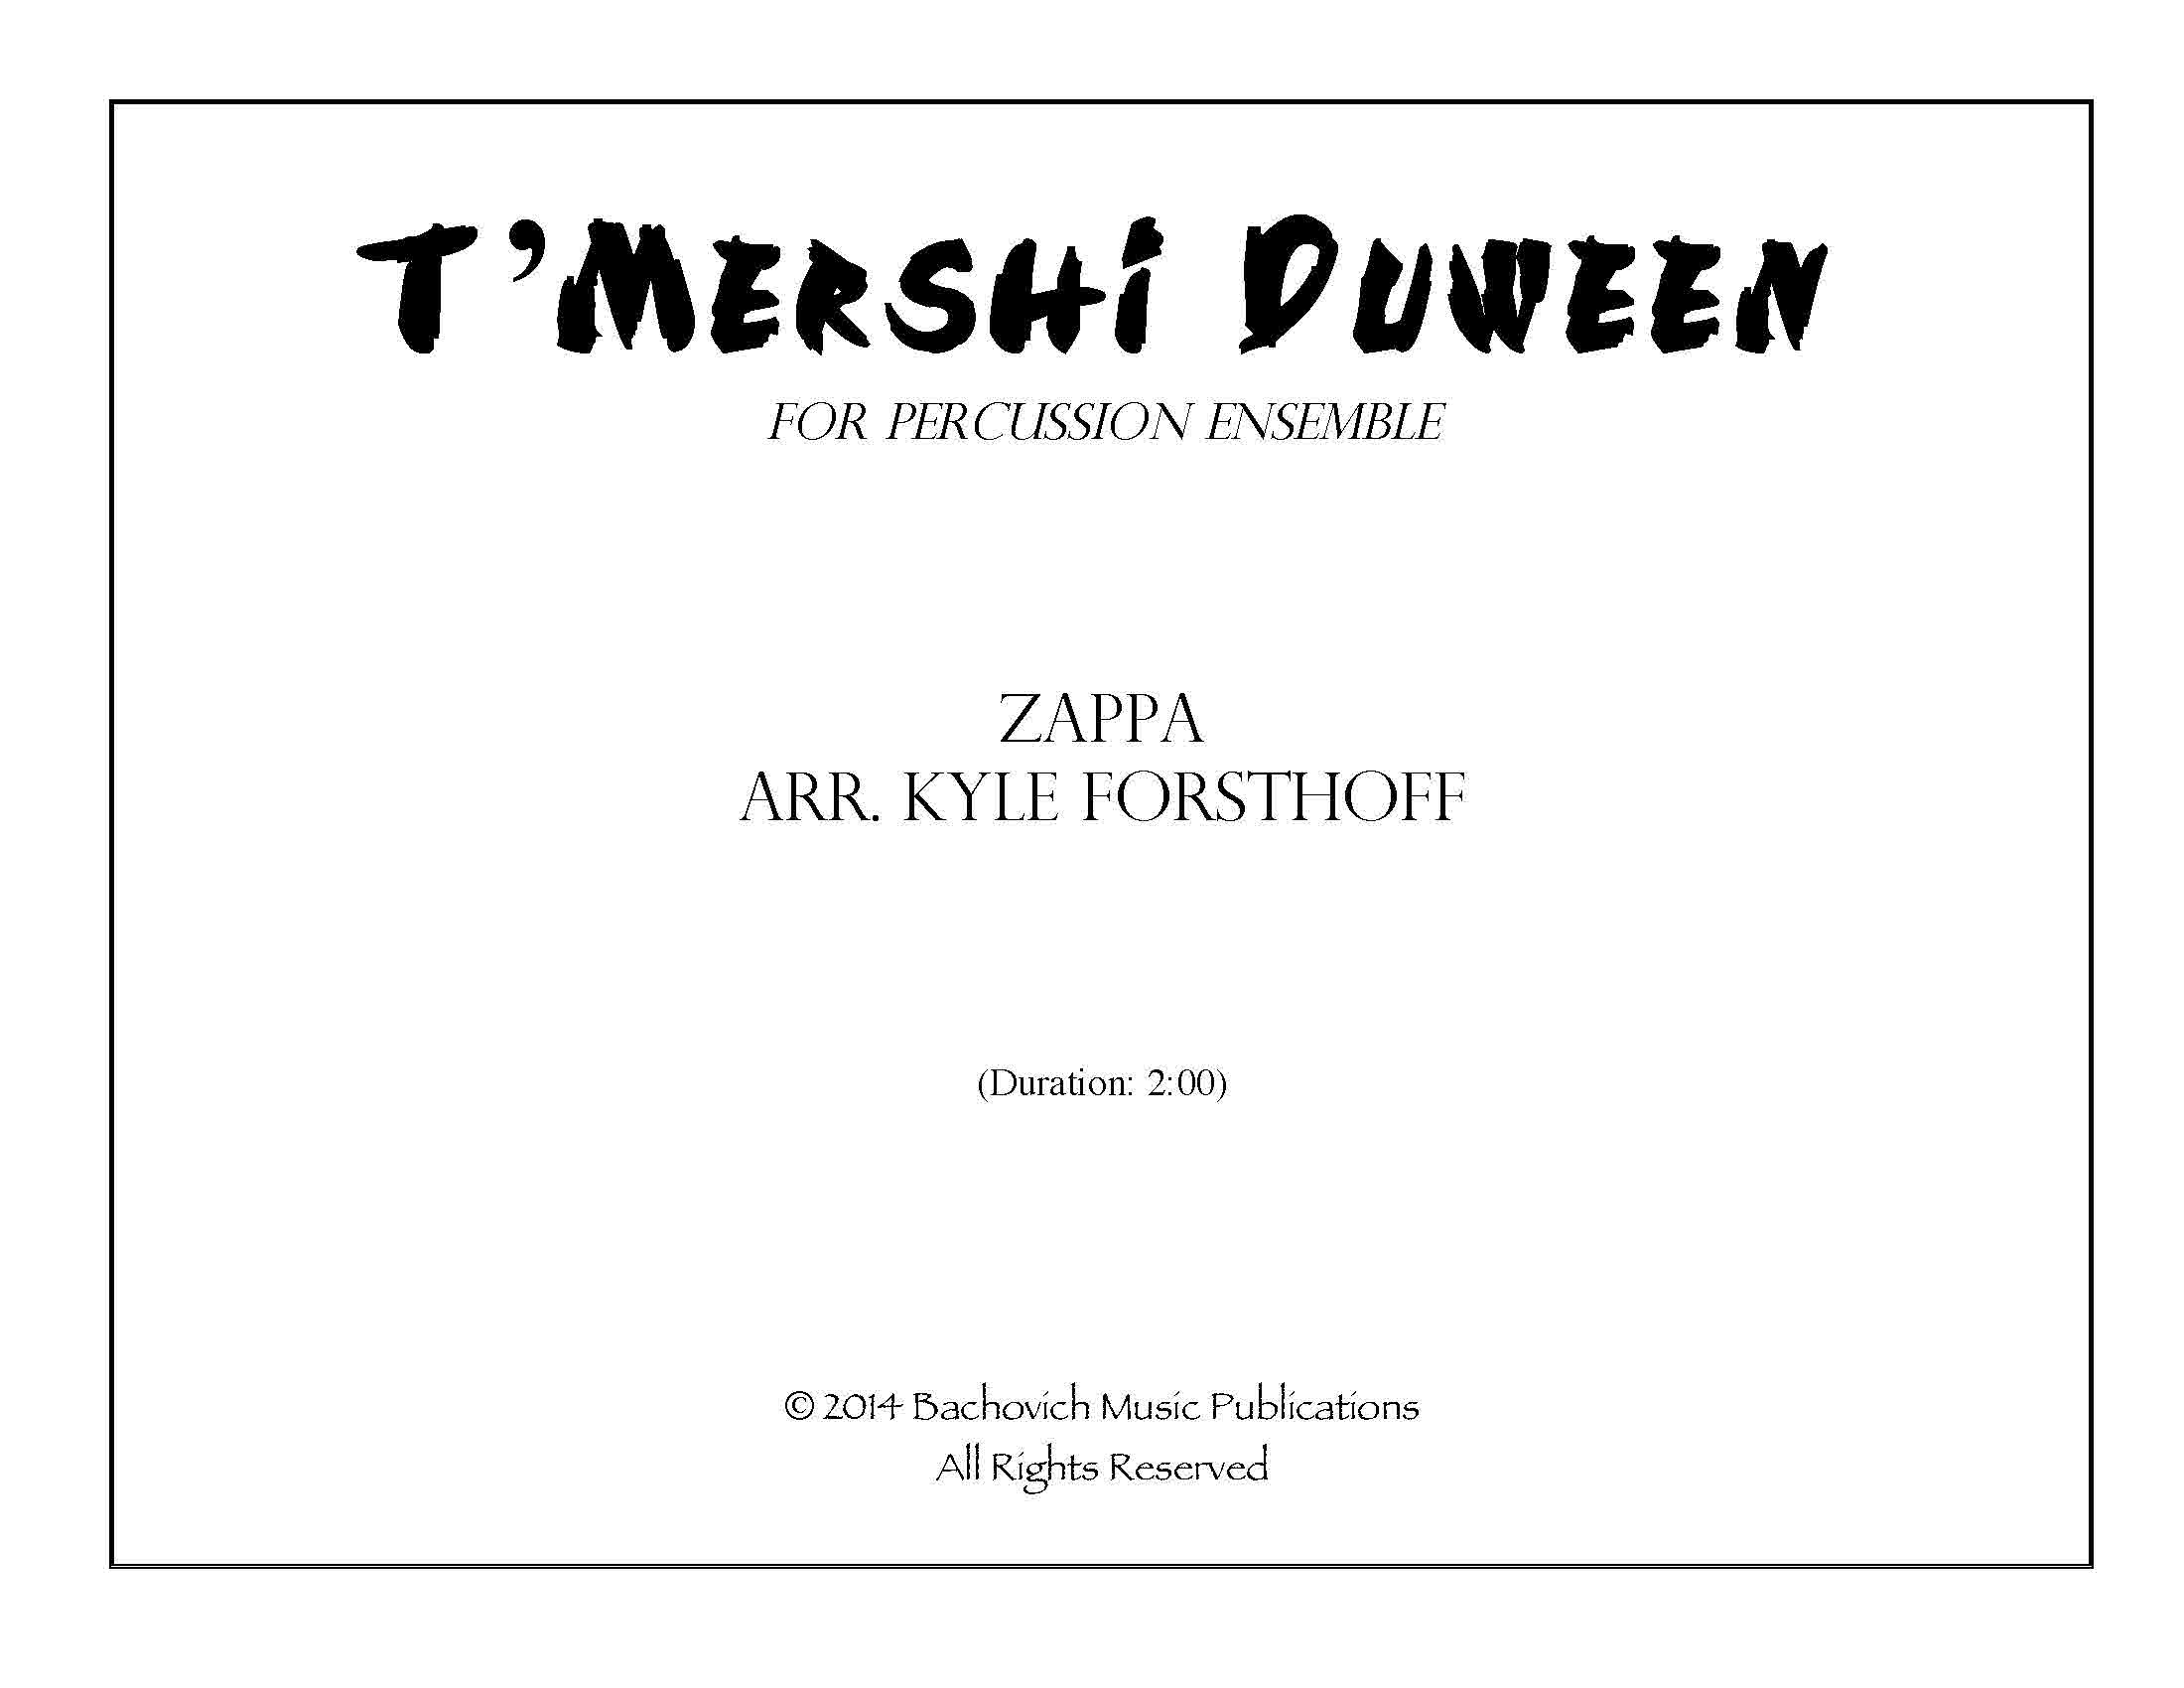 T'MERSHI DUWEEN
FOR PERCUSSION ENSEMBLE
ZAPPA
ARR. KYLE FORSTHOFF
(Duration: 2:00)
© 2014 Bachovich Music Publications
All Rights Reserved